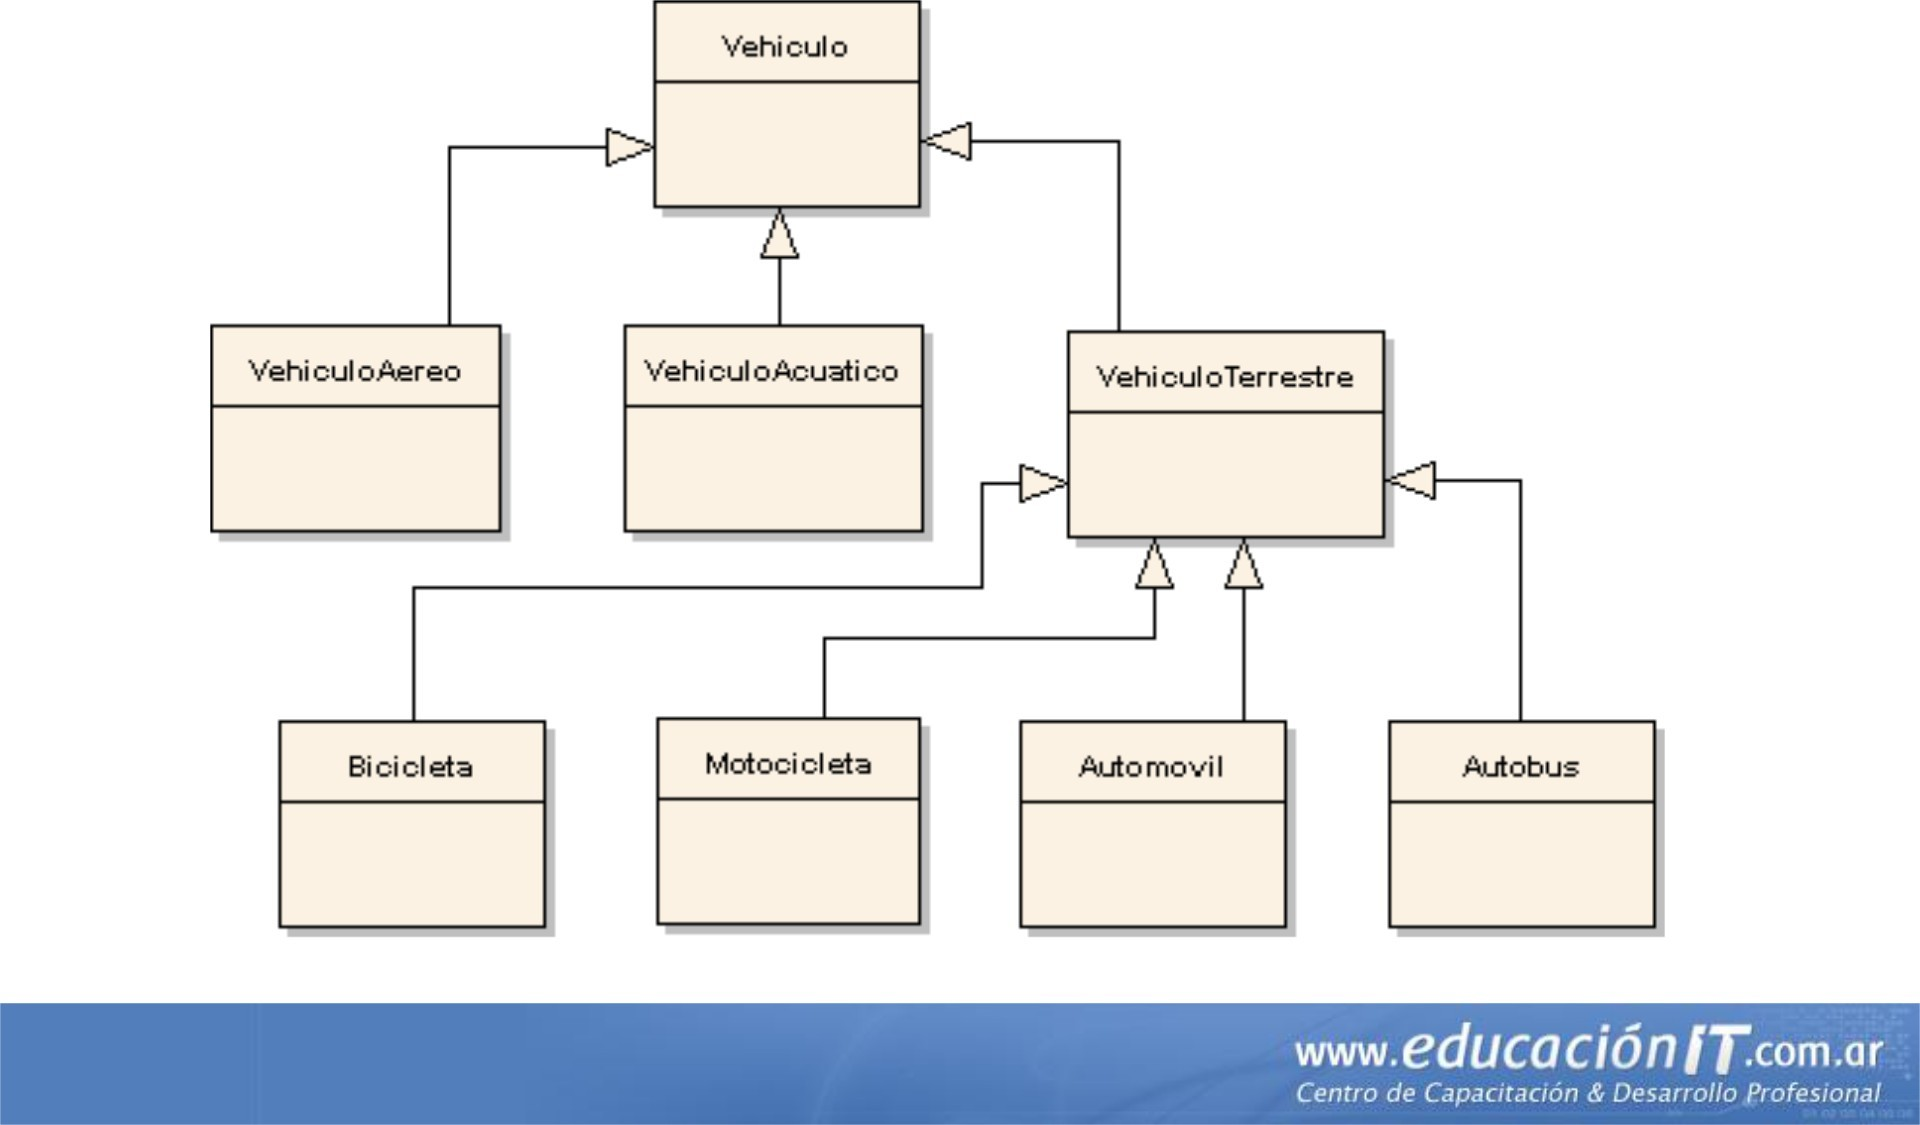 Vehiculo
VehiculoAereo
VehiculoAcuatico
VehiculoTerrestre
Bicicleta
Motocicleta
Automovil
Autobus
www.educaciónIT.com.ar
Centro de Capacitación & Desarrollo Profesional